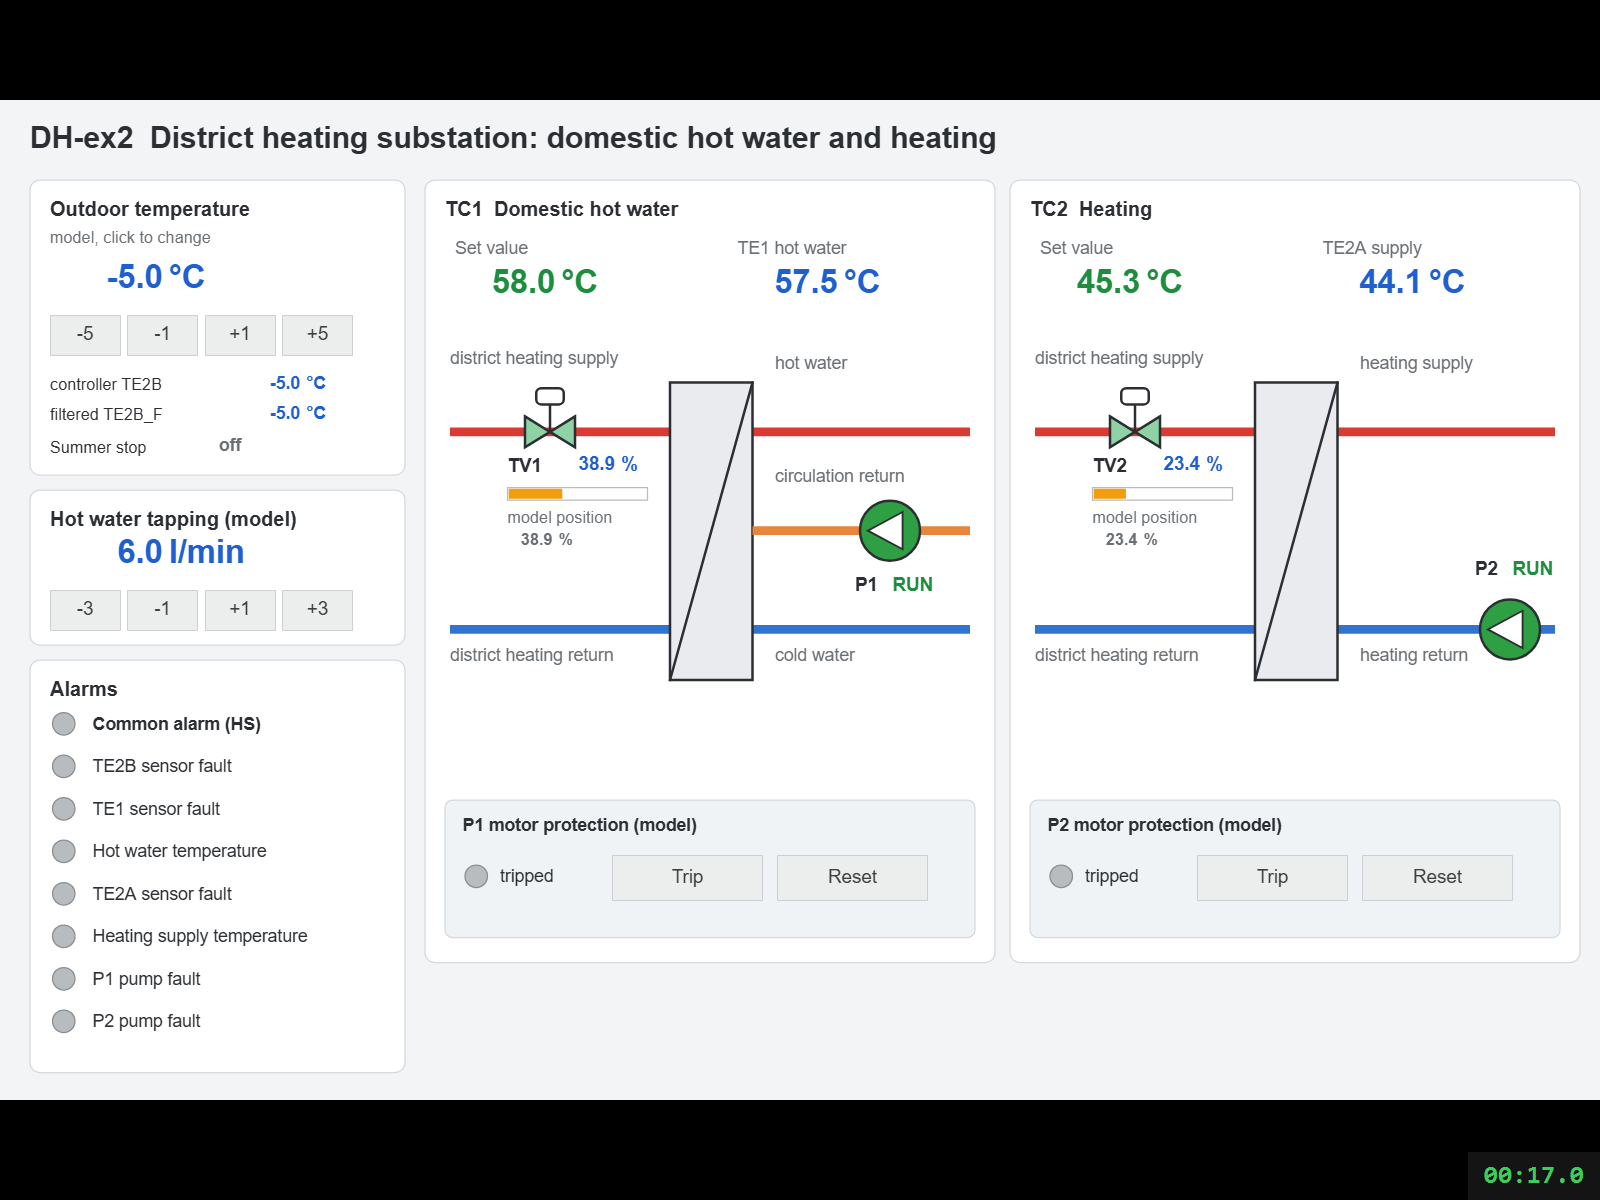 DH-ex2  District heating substation: domestic hot water and heating
Outdoor temperature
model, click to change
-5.0 °C
-5  -1  +1  +5
controller TE2B  -5.0 °C
filtered TE2B_F  -5.0 °C
Summer stop  off
Hot water tapping (model)
6.0 l/min
-3  -1  +1  +3
Alarms
Common alarm (HS)
TE2B sensor fault
TE1 sensor fault
Hot water temperature
TE2A sensor fault
Heating supply temperature
P1 pump fault
P2 pump fault
TC1  Domestic hot water
Set value  TE1 hot water
58.0 °C  57.5 °C
district heating supply  hot water
TV1  38.9 %
circulation return
model position
38.9 %
P1  RUN
district heating return  cold water
P1 motor protection (model)
tripped  Trip  Reset
TC2  Heating
Set value  TE2A supply
45.3 °C  44.1 °C
district heating supply  heating supply
TV2  23.4 %
model position
23.4 %
P2  RUN
district heating return  heating return
P2 motor protection (model)
tripped  Trip  Reset
00:17.0